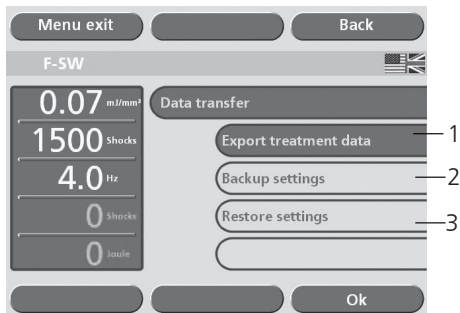 Menu exit Back
F-SW
0.07 mJ/mm²
Data transfer
1500 Shocks
Export treatment data 1
4.0 Hz
Backup settings 2
0 Shocks
Restore settings 3
0 Joule
Ok